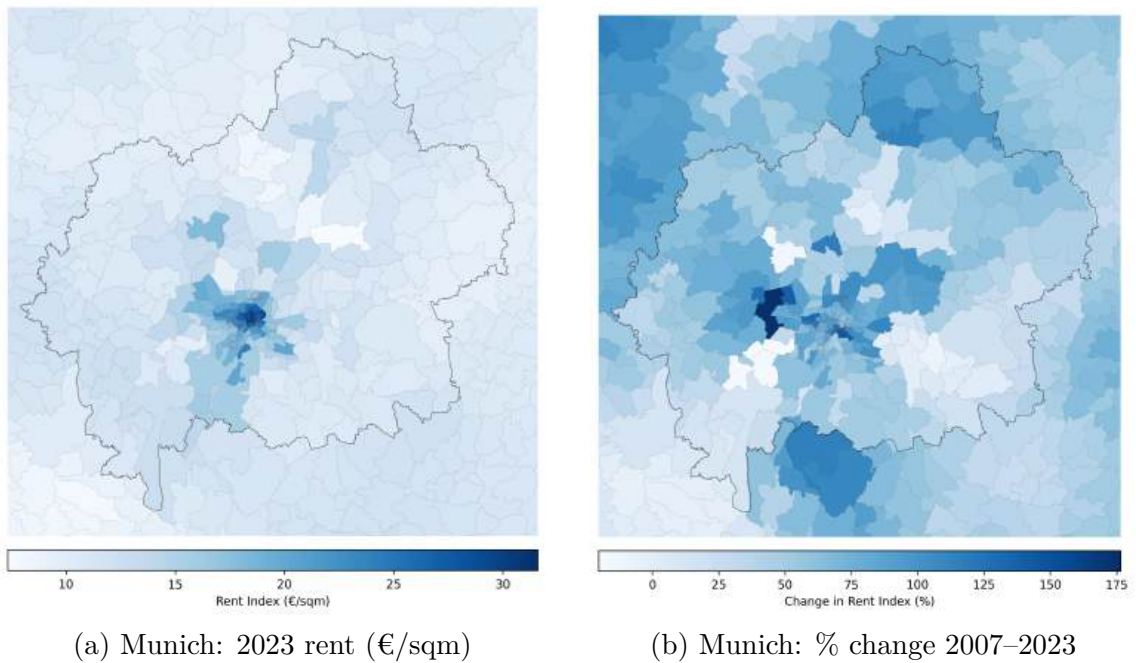 10 15 20 25 30
Rent Index (€/sqm)
0 25 50 75 100 125 150 175
Change in Rent Index (%)
(a) Munich: 2023 rent (€/sqm)
(b) Munich: % change 2007–2023